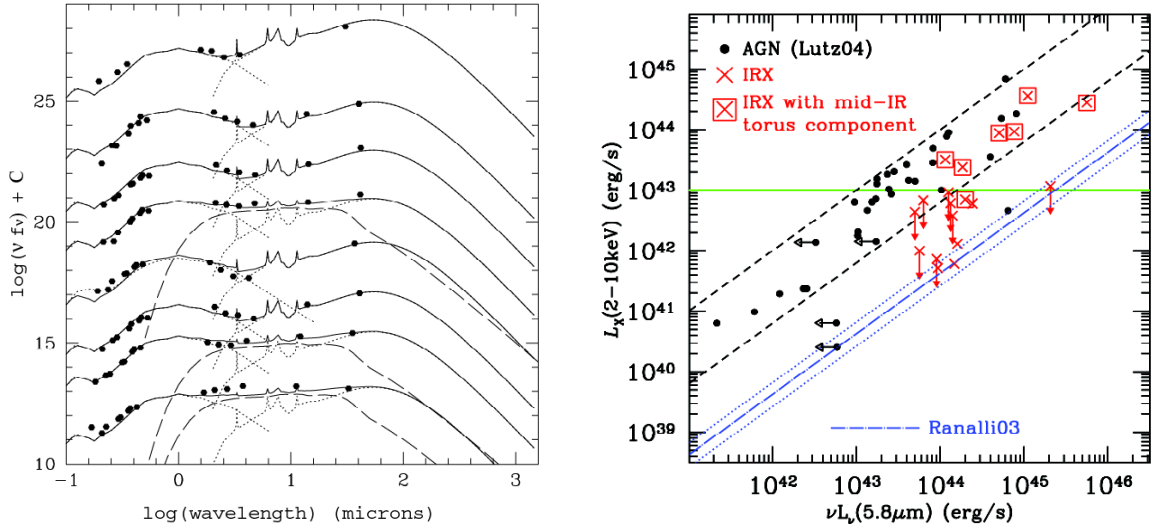 log(ν fν) + C
25
20
15
10
−1
0
1
2
3
log(wavelength) (microns)
AGN (Lutz04)
IRX
IRX with mid-IR
torus component
Ranalli03
L_X(2−10keV) (erg/s)
10^45
10^44
10^43
10^42
10^41
10^40
10^39
10^42
10^43
10^44
10^45
10^46
νL_ν(5.8μm) (erg/s)